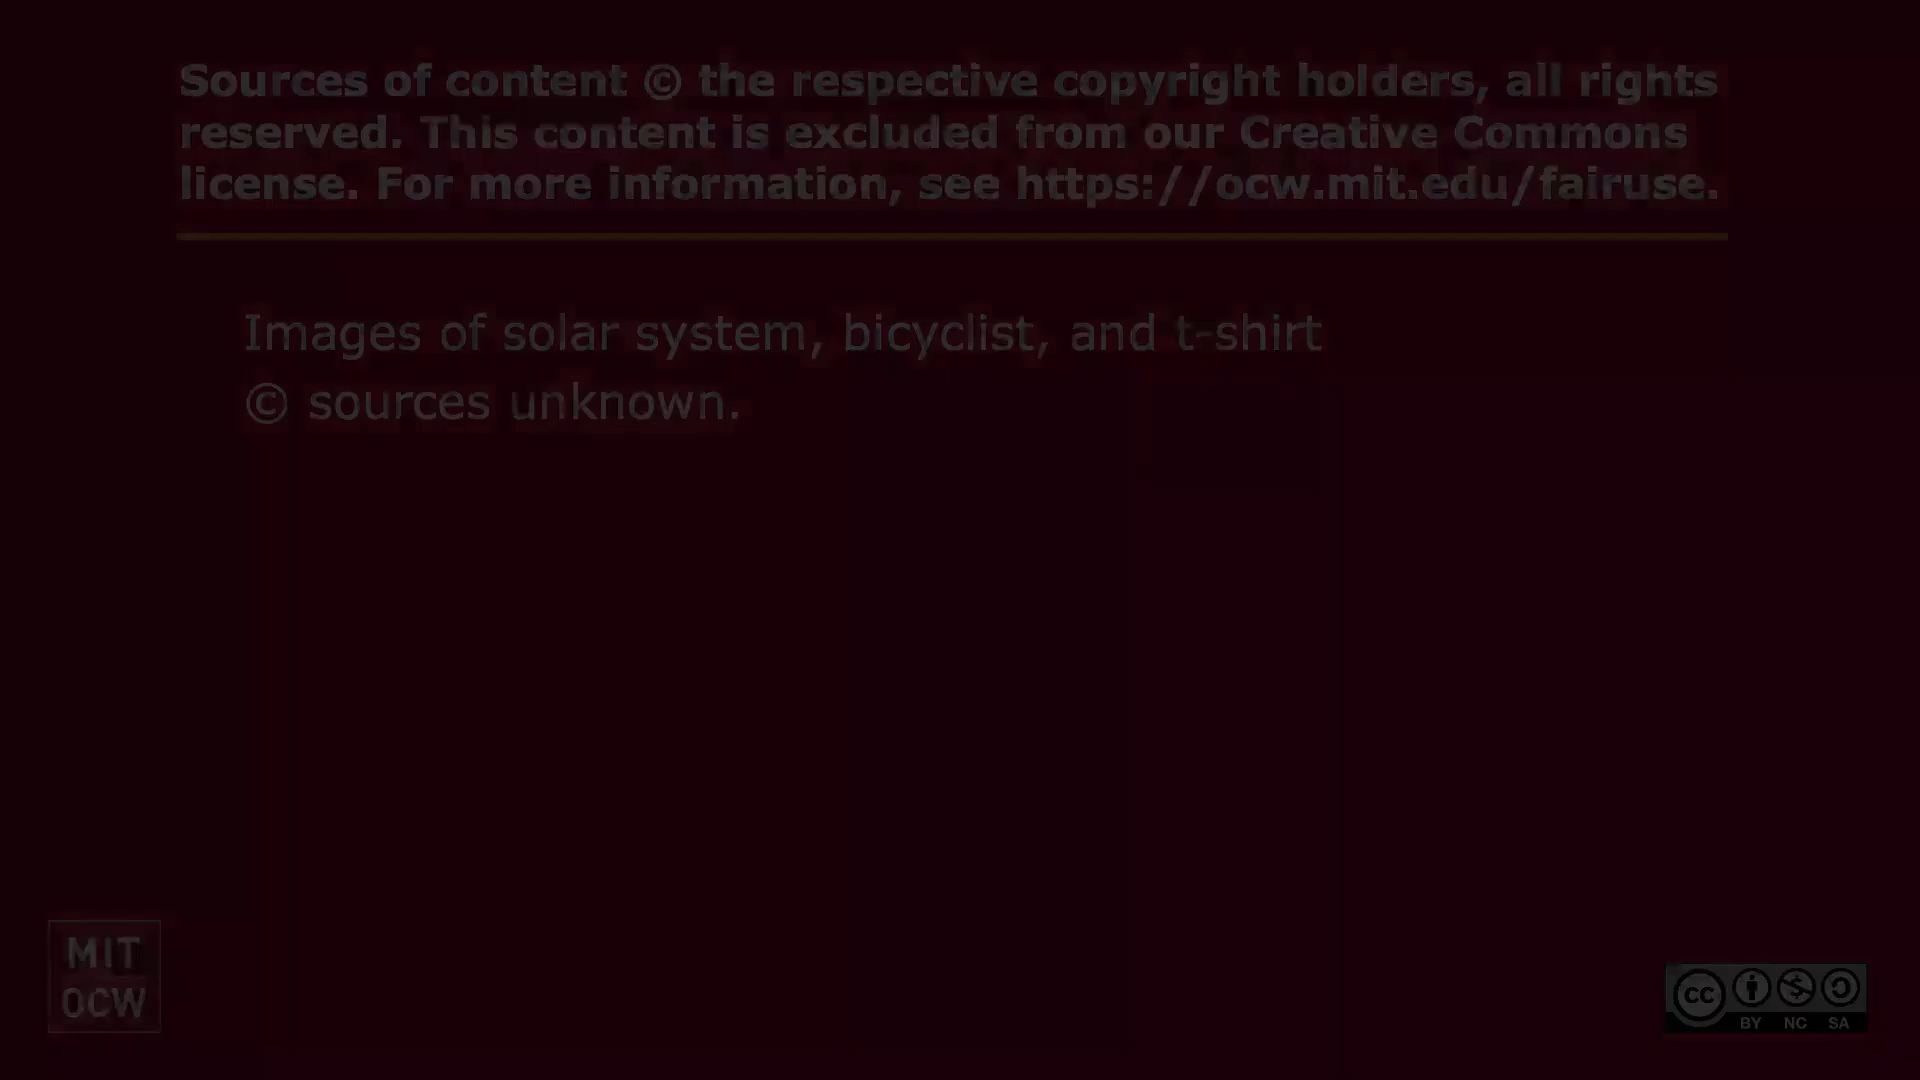 Sources of content © the respective copyright holders, all rights
reserved. This content is excluded from our Creative Commons
license. For more information, see https://ocw.mit.edu/fairuse.
Images of solar system, bicyclist, and t-shirt
© sources unknown.
MIT
OCW
cc
BY NC SA